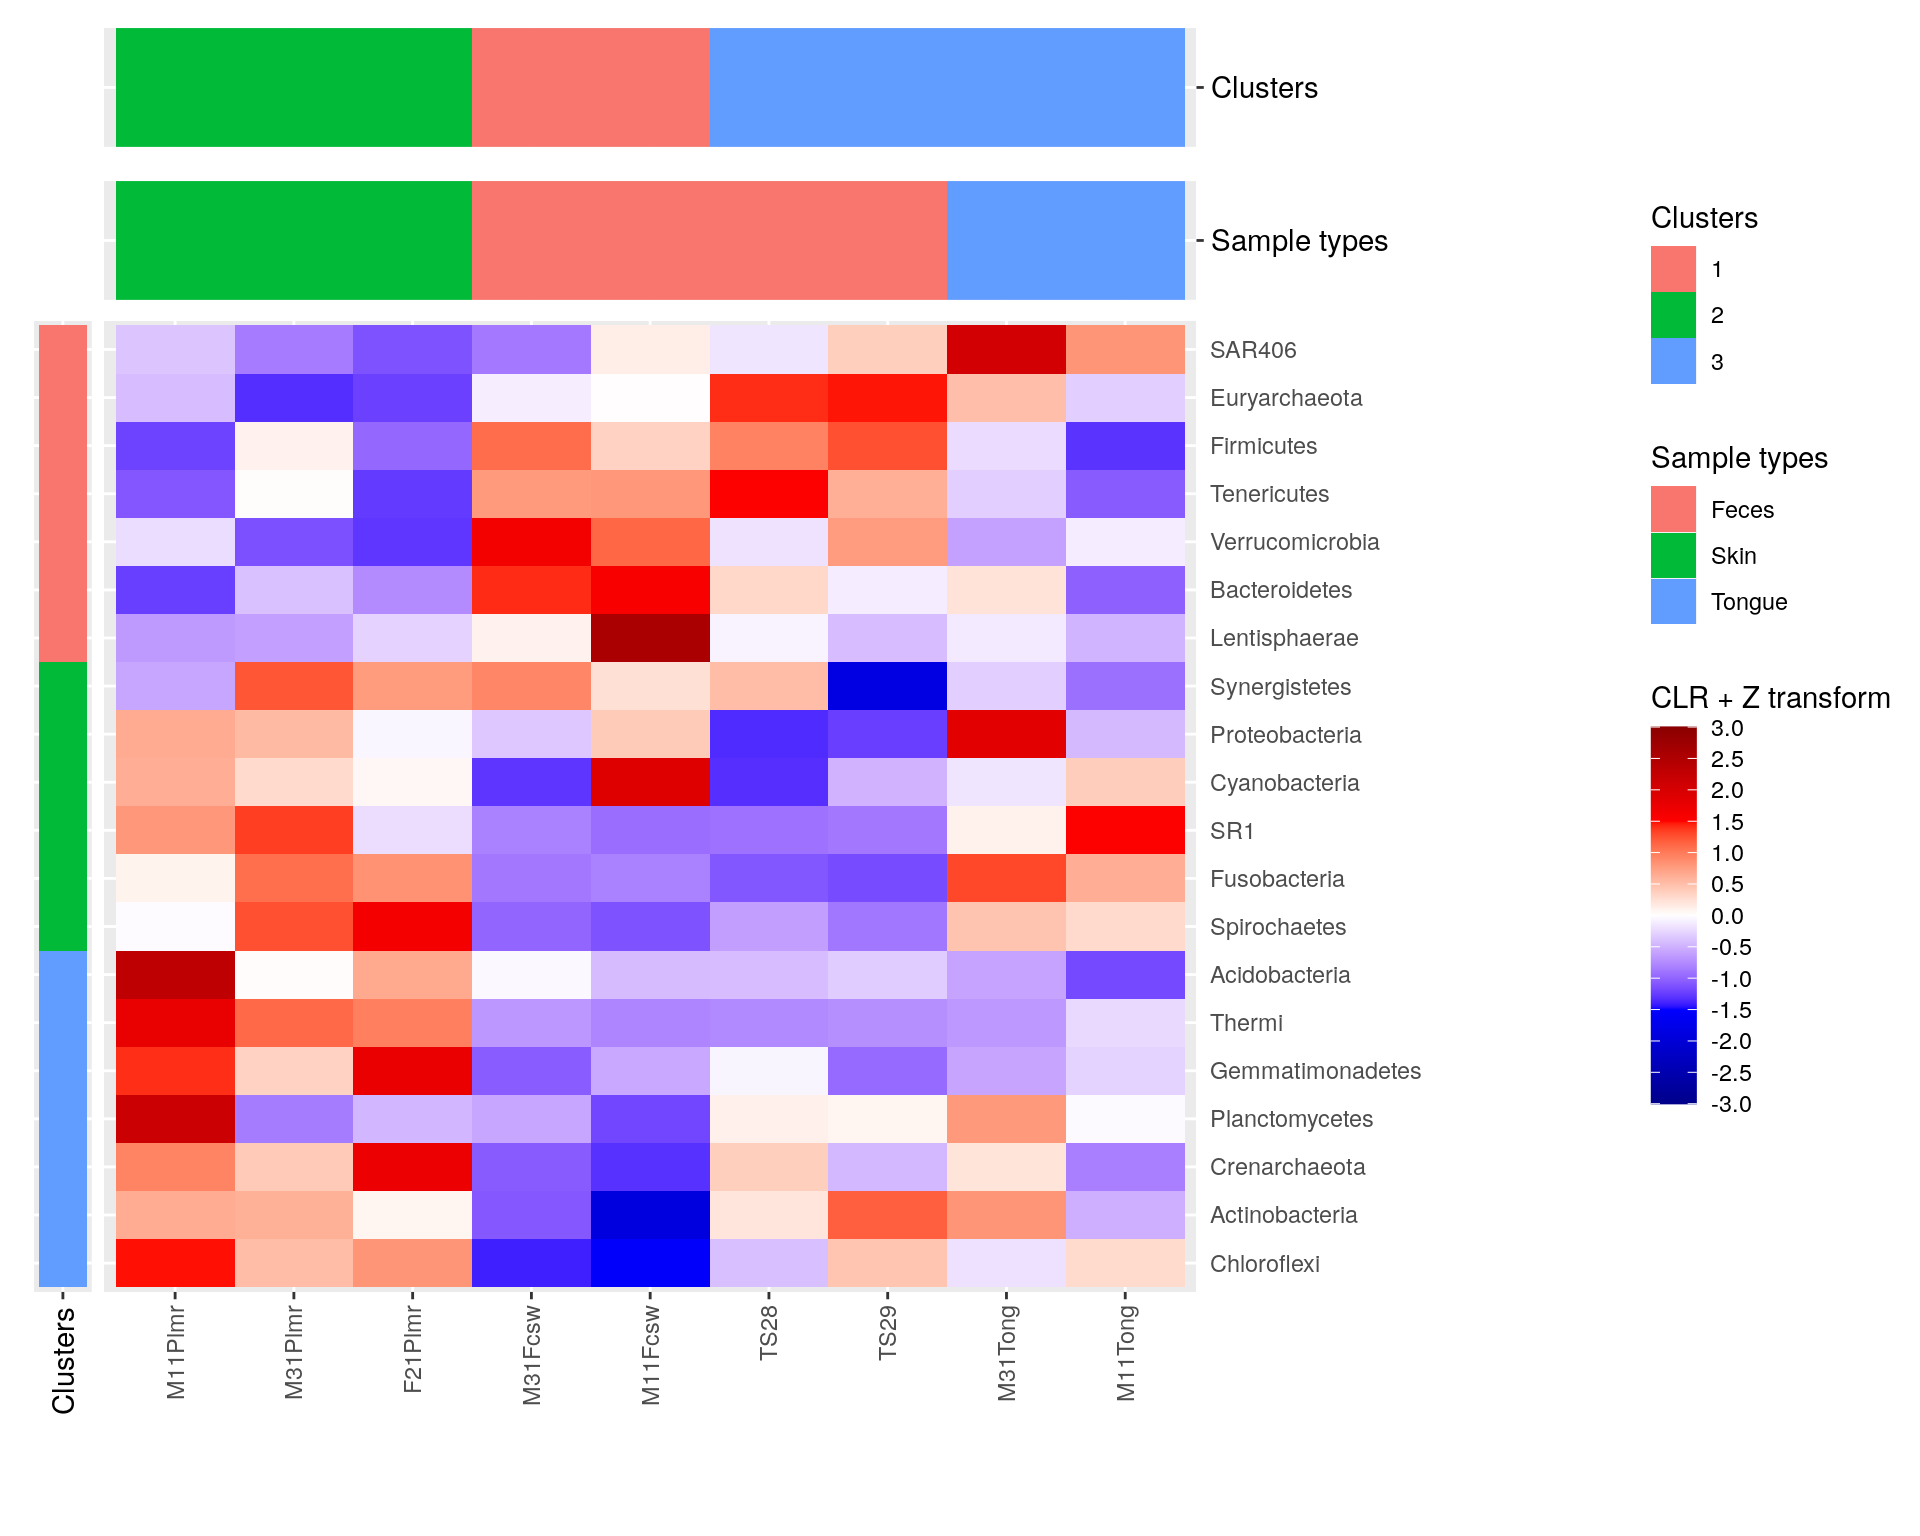 Clusters
Sample types
SAR406
Euryarchaeota
Firmicutes
Tenericutes
Verrucomicrobia
Bacteroidetes
Lentisphaerae
Synergistetes
Proteobacteria
Cyanobacteria
SR1
Fusobacteria
Spirochaetes
Acidobacteria
Thermi
Gemmatimonadetes
Planctomycetes
Crenarchaeota
Actinobacteria
Chloroflexi
Clusters
M11Plmr
M31Plmr
F21Plmr
M31Fcsw
M11Fcsw
TS28
TS29
M31Tong
M11Tong
Clusters
1
2
3
Sample types
Feces
Skin
Tongue
CLR + Z transform
3.0
2.5
2.0
1.5
1.0
0.5
0.0
-0.5
-1.0
-1.5
-2.0
-2.5
-3.0